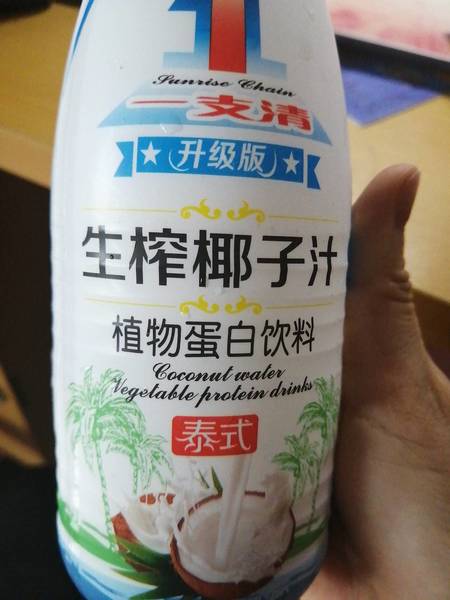 1
Sunrise Chain
一支清
升级版
生榨椰子汁
植物蛋白饮料
Coconut water
Vegetable protein drinks
泰式